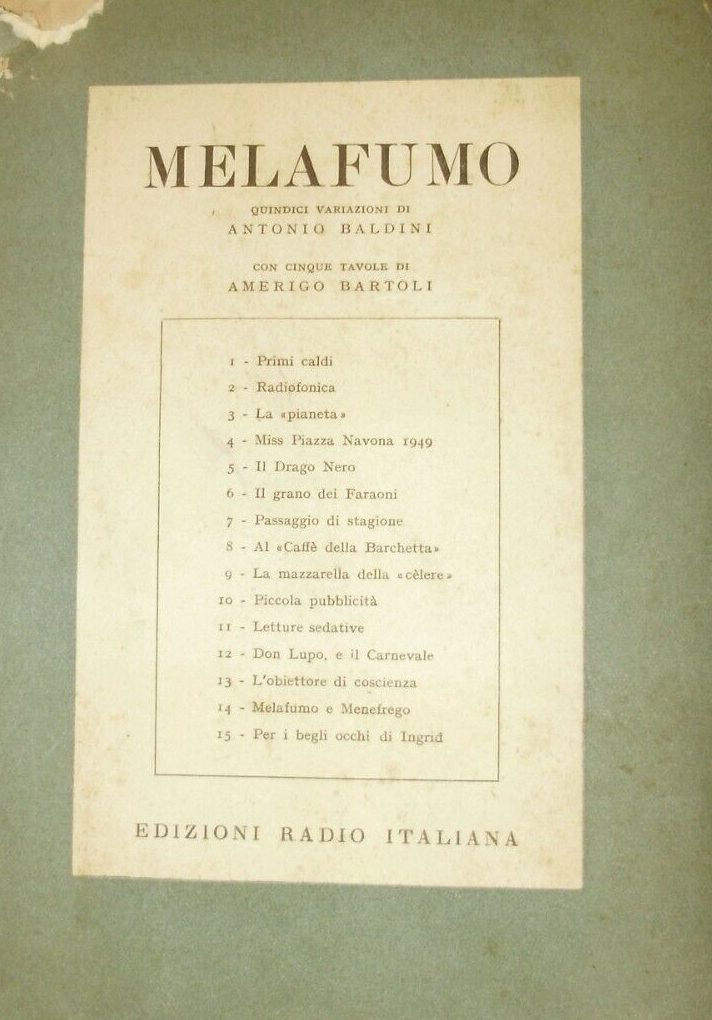 MELAFUMO
QUINDICI VARIAZIONI DI
ANTONIO BALDINI
CON CINQUE TAVOLE DI
AMERIGO BARTOLI
1 - Primi caldi
2 - Radiofonica
3 - La «pianeta»
4 - Miss Piazza Navona 1949
5 - Il Drago Nero
6 - Il grano dei Faraoni
7 - Passaggio di stagione
8 - Al «Caffè della Barchetta»
9 - La mazzarella della «cèlere»
10 - Piccola pubblicità
11 - Letture sedative
12 - Don Lupo, e il Carnevale
13 - L'obiettore di coscienza
14 - Melafumo e Menefrego
15 - Per i begli occhi di Ingrid
EDIZIONI RADIO ITALIANA